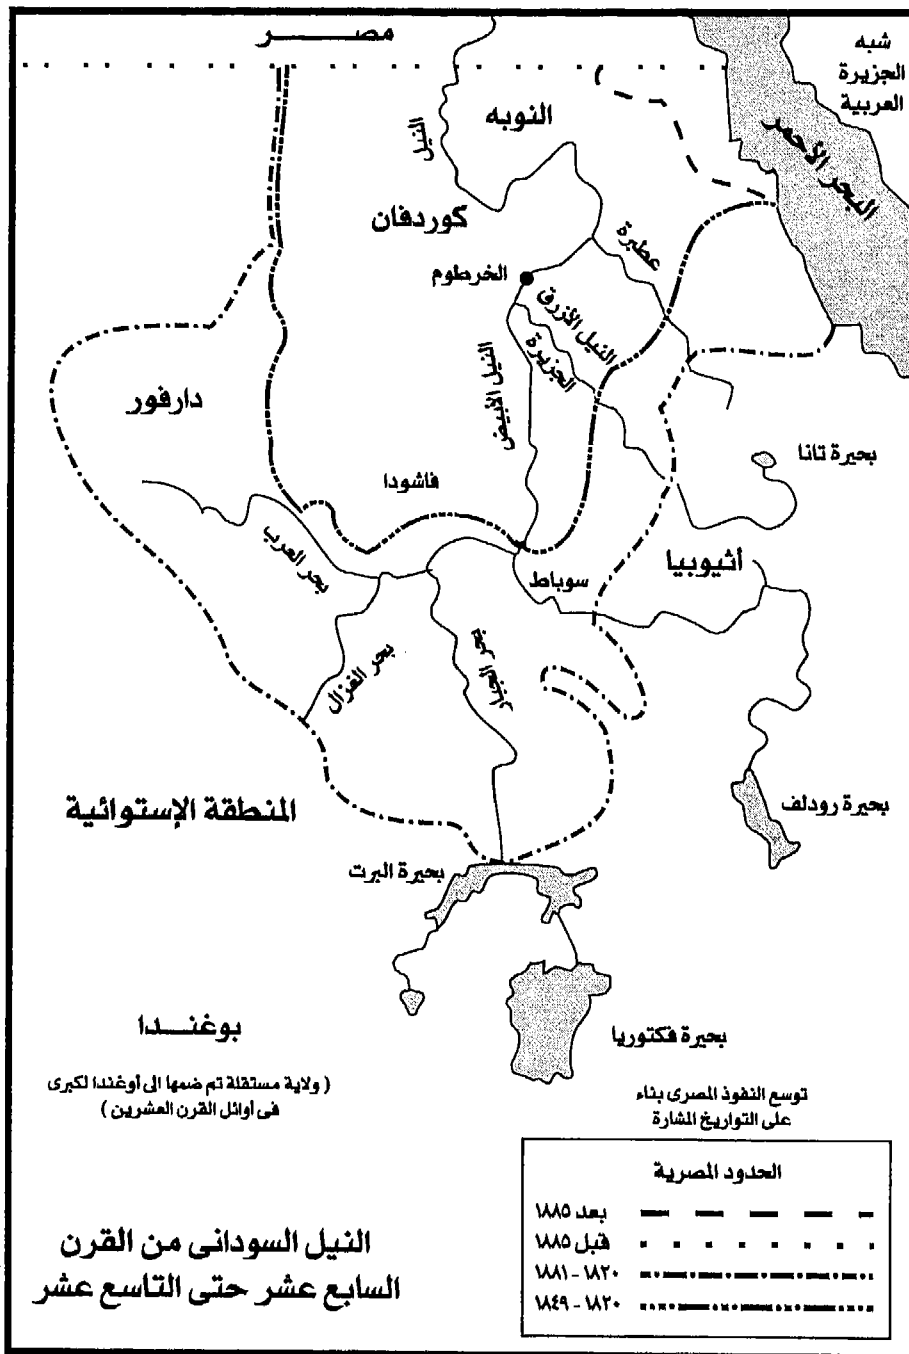 مصـــــــر
شبه
الجزيرة
العربية
البحر الأحمر
النوبه
النيل
كوردفان
عطبرة
الخرطوم
النيل الأزرق
الجزيرة
النيل الأبيض
دارفور
بحيرة تانا
فاشودا
بحر العرب
أثيوبيا
سوباط
بحر الغزال
بحر الجبل
المنطقة الإستوائية
بحيرة رودلف
بحيرة البرت
بوغنـــدا
بحيرة فكتوريا
( ولاية مستقلة تم ضمها الى أوغندا لكبرى
فى أوائل القرن العشرين )
توسع النفوذ المصرى بناء
على التواريخ المشارة
الحدود المصرية
بعد ١٨٨٥
قبل ١٨٨٥
١٨٢٠ - ١٨٨١
١٨٢٠ - ١٨٤٩
النيل السودانى من القرن
السابع عشر حتى التاسع عشر